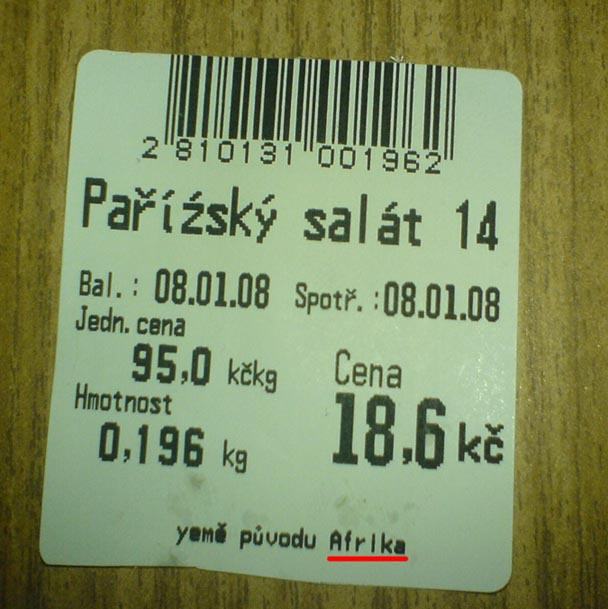 2 810131 001962
Pařížský salát 14
Bal.: 08.01.08 Spotř.:08.01.08
Jedn.cena
95,0 kčkg Cena
Hmotnost
18,6 kč
0,196 kg
yemě původu Afrika